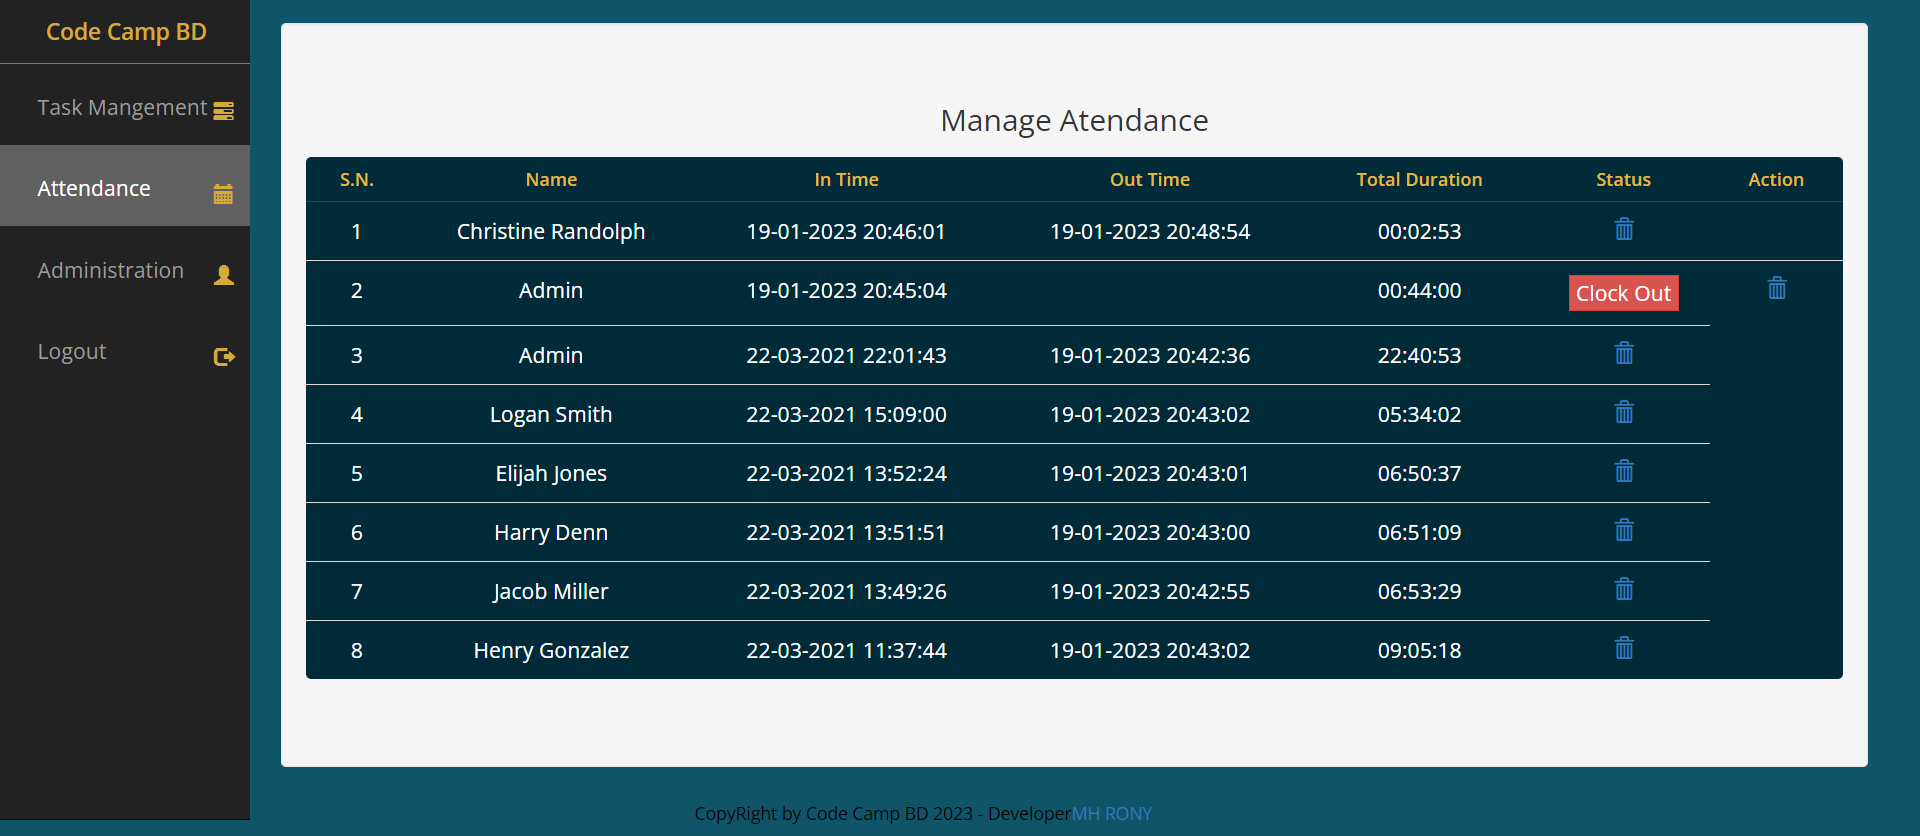 Code Camp BD
Task Mangement
Attendance
Administration
Logout
Manage Atendance
S.N. Name In Time Out Time Total Duration Status Action
1 Christine Randolph 19-01-2023 20:46:01 19-01-2023 20:48:54 00:02:53
2 Admin 19-01-2023 20:45:04 00:44:00 Clock Out
3 Admin 22-03-2021 22:01:43 19-01-2023 20:42:36 22:40:53
4 Logan Smith 22-03-2021 15:09:00 19-01-2023 20:43:02 05:34:02
5 Elijah Jones 22-03-2021 13:52:24 19-01-2023 20:43:01 06:50:37
6 Harry Denn 22-03-2021 13:51:51 19-01-2023 20:43:00 06:51:09
7 Jacob Miller 22-03-2021 13:49:26 19-01-2023 20:42:55 06:53:29
8 Henry Gonzalez 22-03-2021 11:37:44 19-01-2023 20:43:02 09:05:18
CopyRight by Code Camp BD 2023 - DeveloperMH RONY